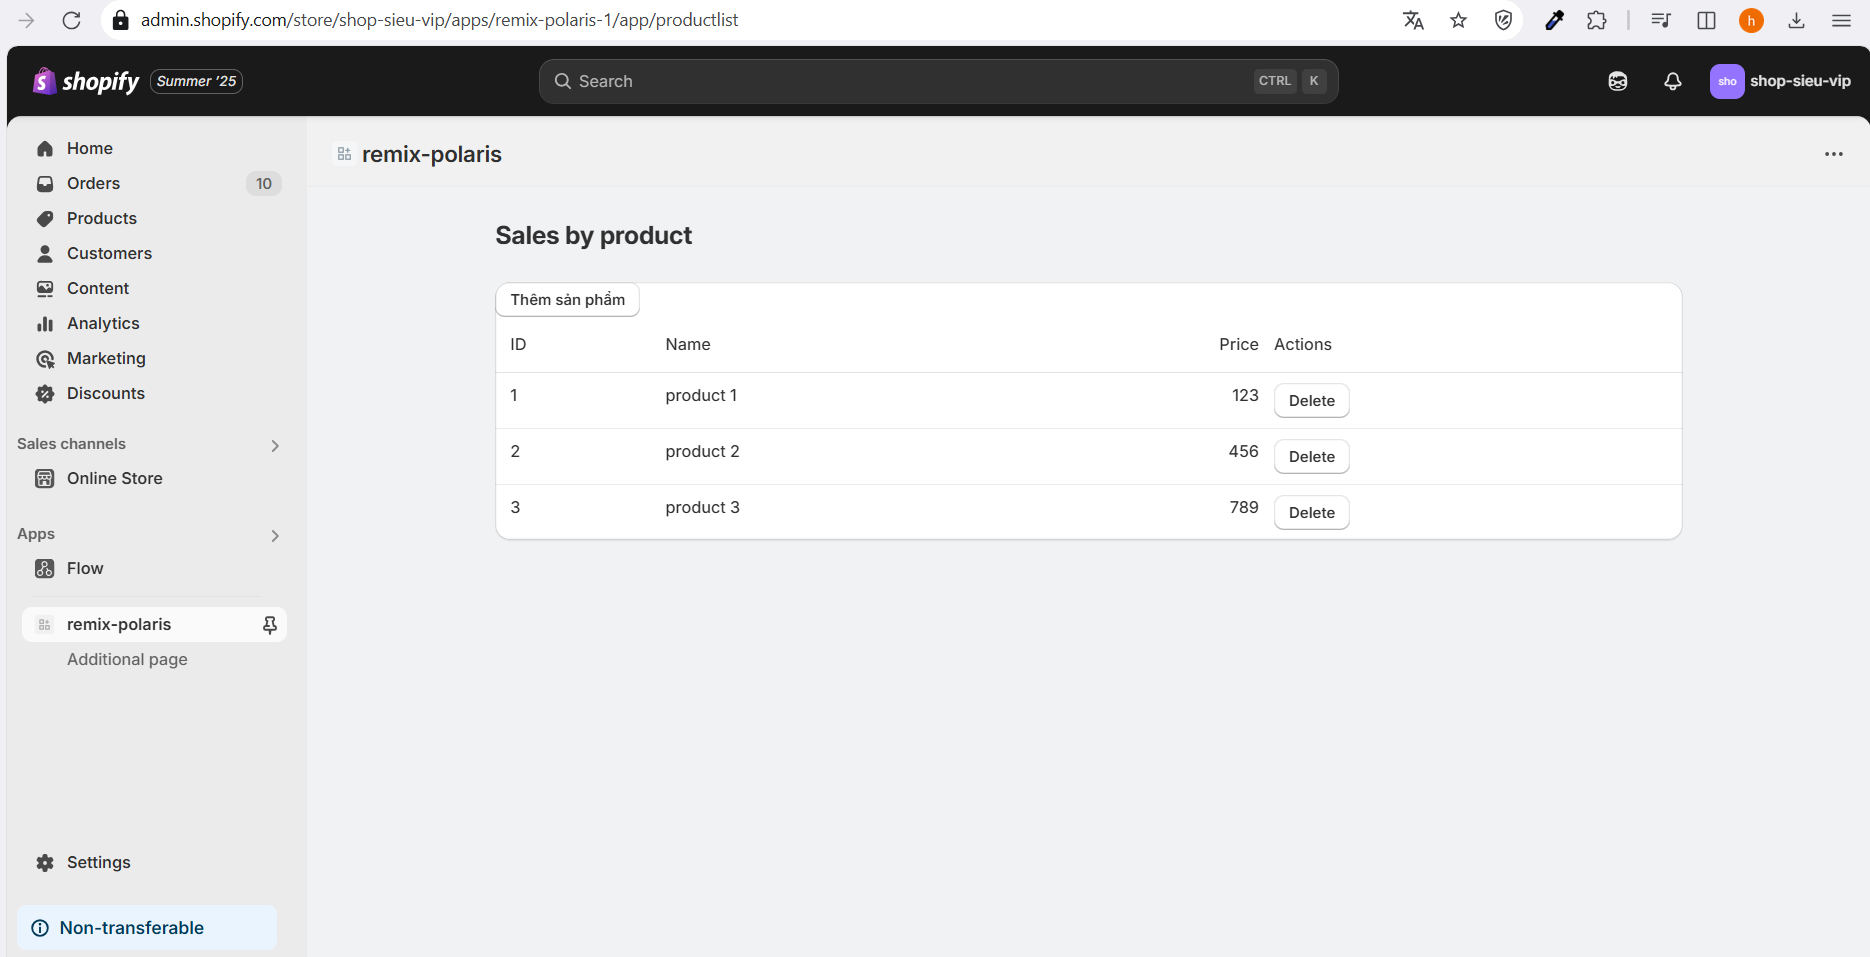 admin.shopify.com/store/shop-sieu-vip/apps/remix-polaris-1/app/productlist
h
shopify Summer '25
Search
CTRL K
sho shop-sieu-vip
Home
Orders 10
Products
Customers
Content
Analytics
Marketing
Discounts
Sales channels
Online Store
Apps
Flow
remix-polaris
Additional page
Settings
Non-transferable
remix-polaris
Sales by product
Thêm sản phẩm
ID Name Price Actions
1 product 1 123 Delete
2 product 2 456 Delete
3 product 3 789 Delete